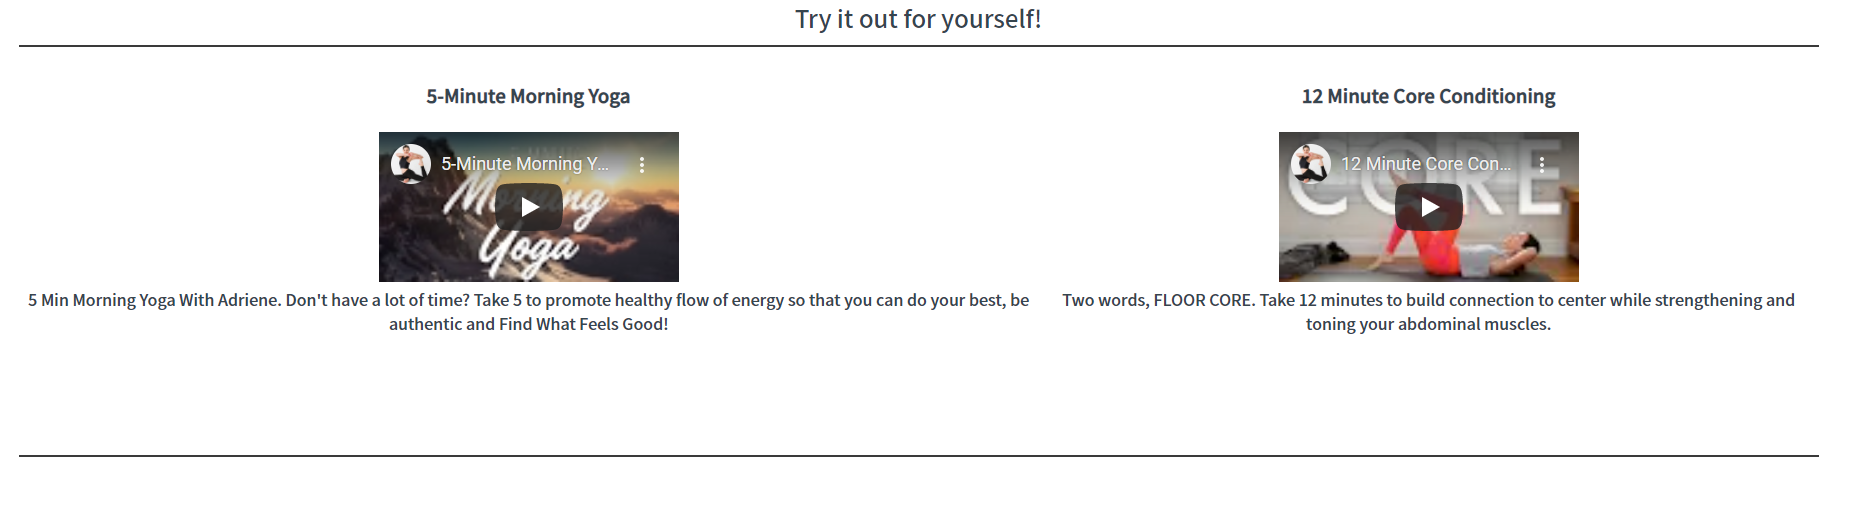 Try it out for yourself!
5-Minute Morning Yoga
12 Minute Core Conditioning
5-Minute Morning Y...
Morning
Yoga
12 Minute Core Con...
CORE
5 Min Morning Yoga With Adriene. Don't have a lot of time? Take 5 to promote healthy flow of energy so that you can do your best, be
authentic and Find What Feels Good!
Two words, FLOOR CORE. Take 12 minutes to build connection to center while strengthening and
toning your abdominal muscles.